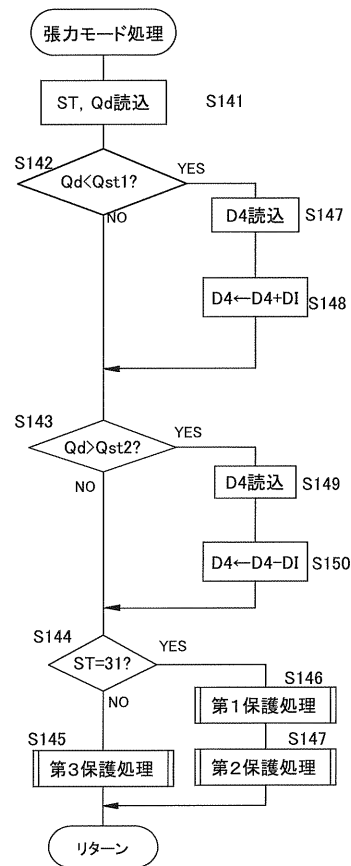 張力モード処理
ST, Qd読込
S141
S142
Qd<Qst1?
YES
NO
D4読込
S147
D4←D4+DI
S148
S143
Qd>Qst2?
YES
NO
D4読込
S149
D4←D4-DI
S150
S144
ST=31?
YES
NO
S146
第1保護処理
S145
第3保護処理
S147
第2保護処理
リターン